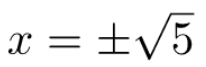 x = ±√5